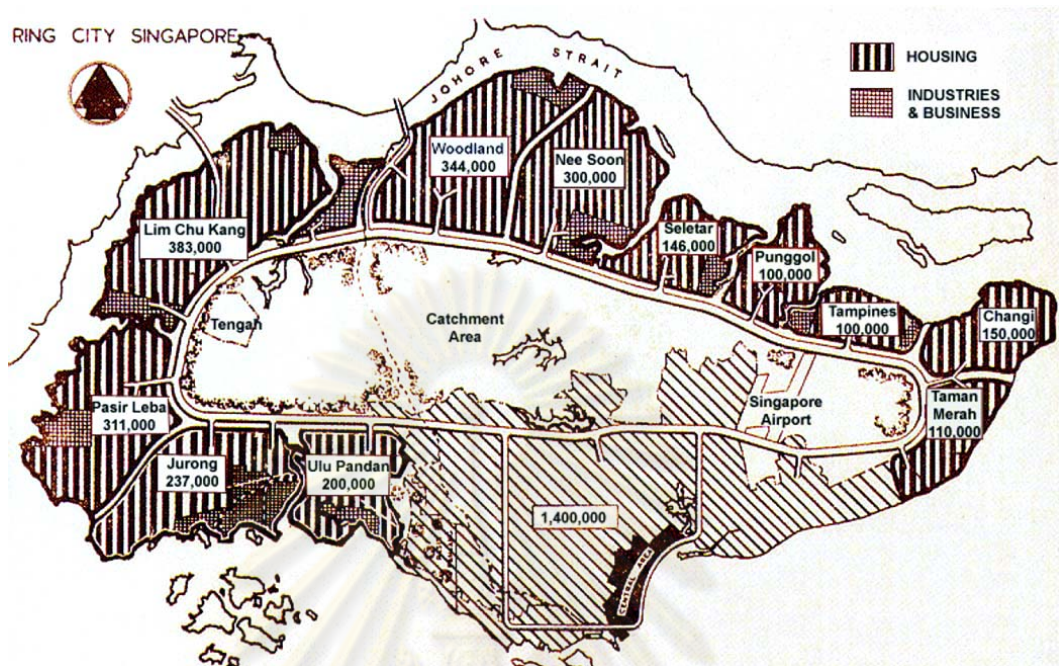 RING CITY SINGAPORE
JOHORE STRAIT
HOUSING
INDUSTRIES
& BUSINESS
Woodland
344,000
Nee Soon
300,000
Lim Chu Kang
383,000
Seletar
146,000
Punggol
100,000
Tampines
100,000
Changi
150,000
Tengah
Catchment
Area
Pasir Leba
311,000
Singapore
Airport
Taman
Merah
110,000
Jurong
237,000
Ulu Pandan
200,000
1,400,000
CENTRAL AREA